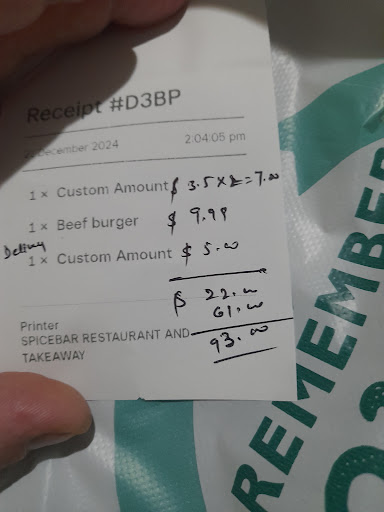 Receipt #D3BP
December 2024 2:04:05 pm
1 × Custom Amount $ 3.5 x 2 = 7.00
1 × Beef burger $ 9.99
Delivery
1 × Custom Amount $ 5.00
$ 22.00
61.00
Printer
SPICEBAR RESTAURANT AND
TAKEAWAY
93.00
REMEMBER